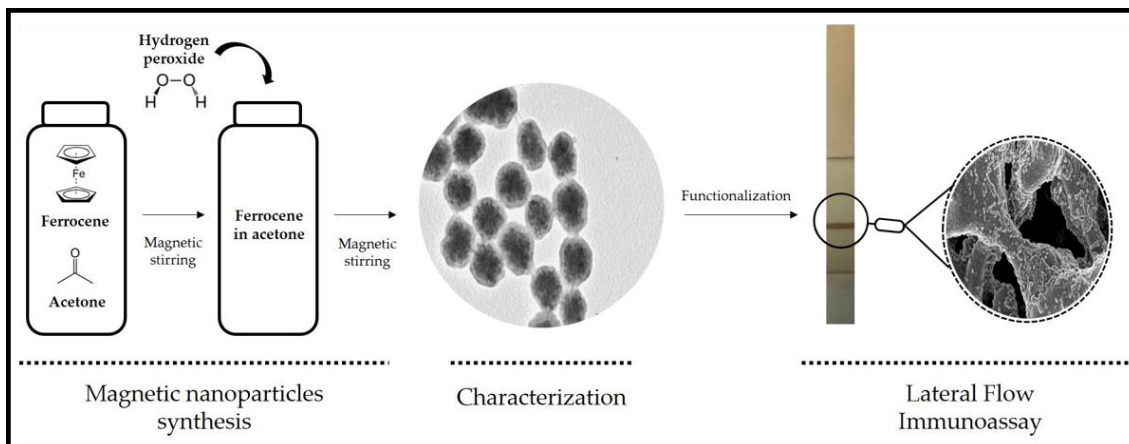 Hydrogen
peroxide
O–O
H H
Fe
Ferrocene
O
Acetone
Magnetic
stirring
Ferrocene
in acetone
Magnetic
stirring
Functionalization
Magnetic nanoparticles
synthesis
Characterization
Lateral Flow
Immunoassay